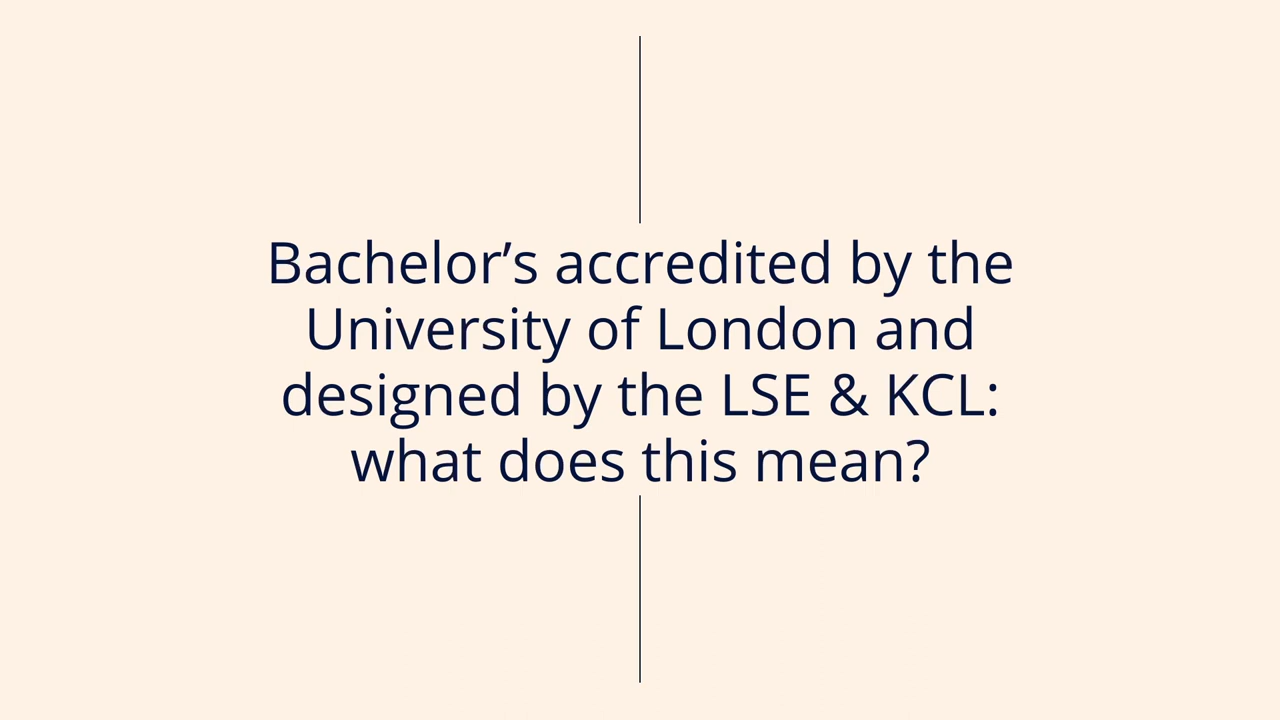 Bachelor’s accredited by the
University of London and
designed by the LSE & KCL:
what does this mean?